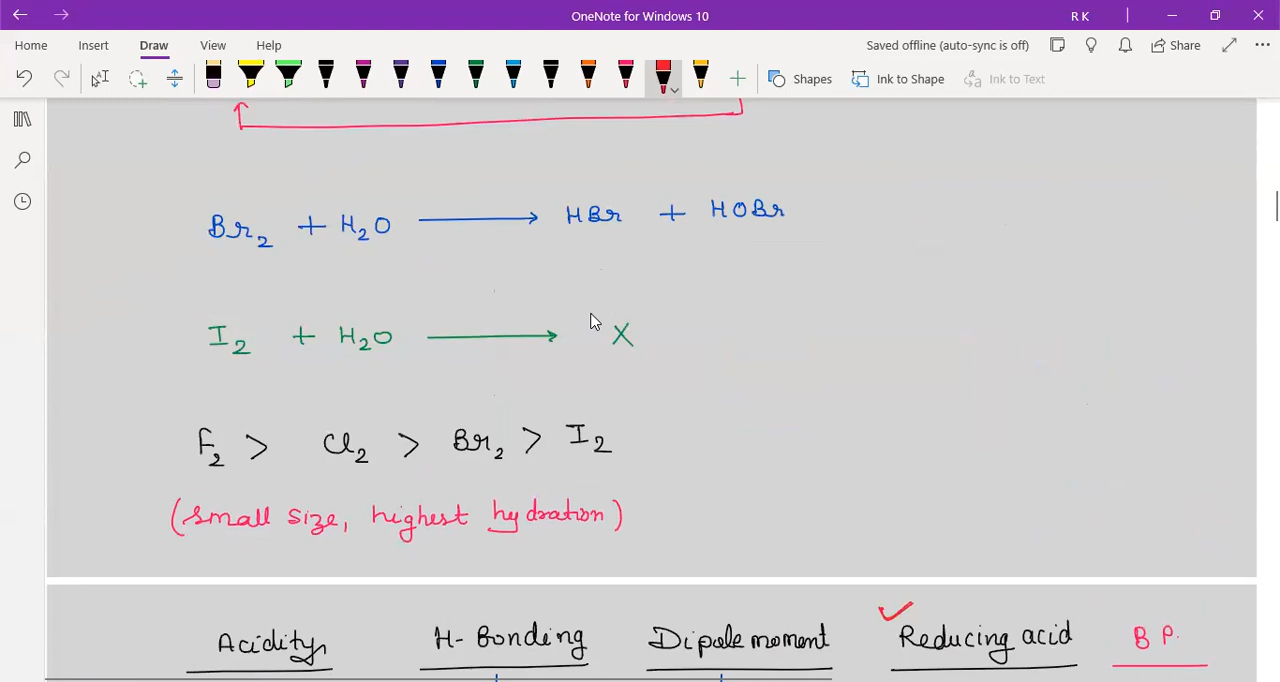 OneNote for Windows 10
R K
Home Insert Draw View Help
Saved offline (auto-sync is off)
Share
Shapes
Ink to Shape
Ink to Text
Br2 + H2O ⟶ HBr + HOBr
I2 + H2O ⟶ X
F2 > Cl2 > Br2 > I2
(small size, highest hydration)
Acidity H-Bonding Dipole moment Reducing acid B P.